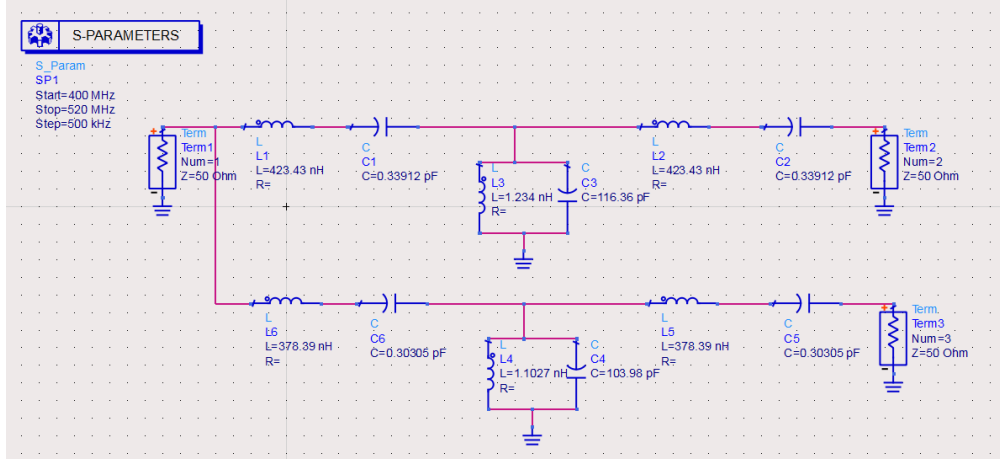 S-PARAMETERS
S_Param
SP1
Start=400 MHz
Stop=520 MHz
Step=500 kHz
Term
Term1
Num=1
Z=50 Ohm
L
L1
L=423.43 nH
R=
C
C1
C=0.33912 pF
L
L3
L=1.234 nH
R=
C
C3
C=116.36 pF
L
L2
L=423.43 nH
R=
C
C2
C=0.33912 pF
Term
Term2
Num=2
Z=50 Ohm
L
L6
L=378.39 nH
R=
C
C6
C=0.30305 pF
L
L4
L=1.1027 nH
R=
C
C4
C=103.98 pF
L
L5
L=378.39 nH
R=
C
C5
C=0.30305 pF
Term
Term3
Num=3
Z=50 Ohm